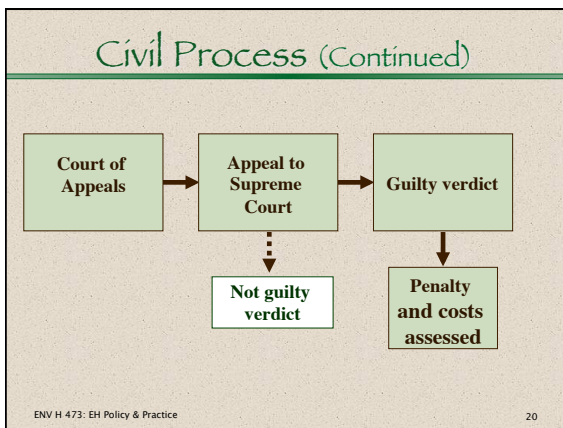 Civil Process (Continued)
Court of
Appeals
Appeal to
Supreme
Court
Guilty verdict
Not guilty
verdict
Penalty
and costs
assessed
ENV H 473: EH Policy & Practice
20